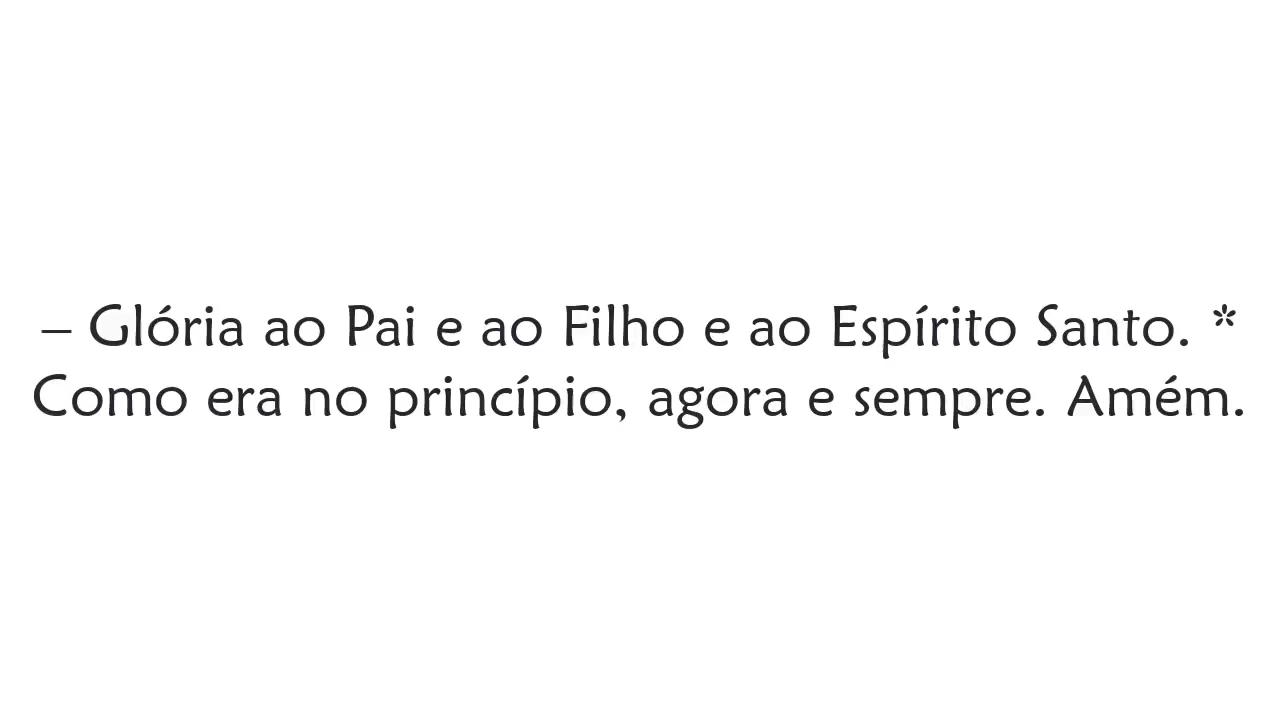 – Glória ao Pai e ao Filho e ao Espírito Santo. *
Como era no princípio, agora e sempre. Amém.